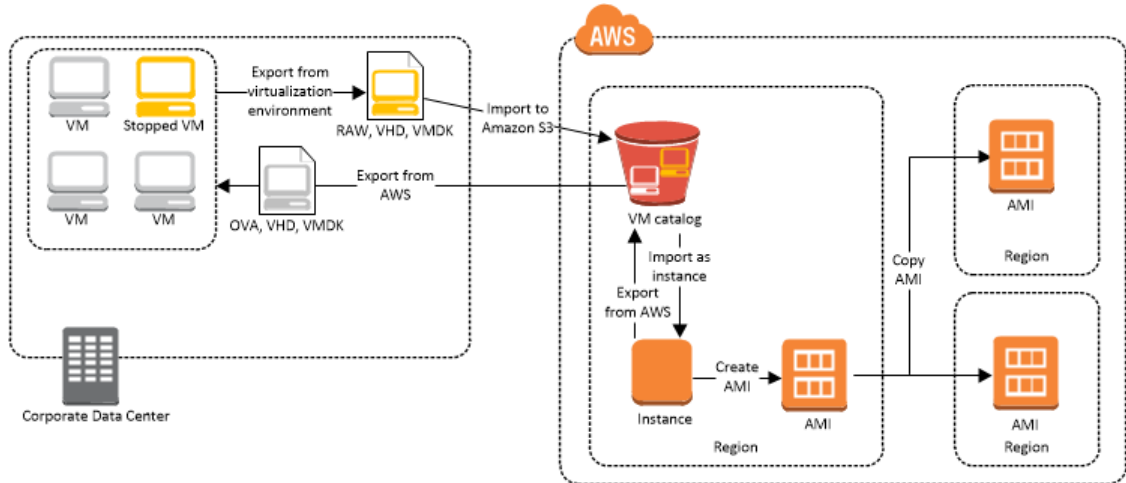 AWS
VM
Stopped VM
Export from
virtualization
environment
RAW, VHD, VMDK
Import to
Amazon S3
VM
VM
OVA, VHD, VMDK
Export from
AWS
VM catalog
Import as
instance
Export
from AWS
Instance
Create
AMI
AMI
Region
Copy
AMI
AMI
Region
AMI
Region
Corporate Data Center